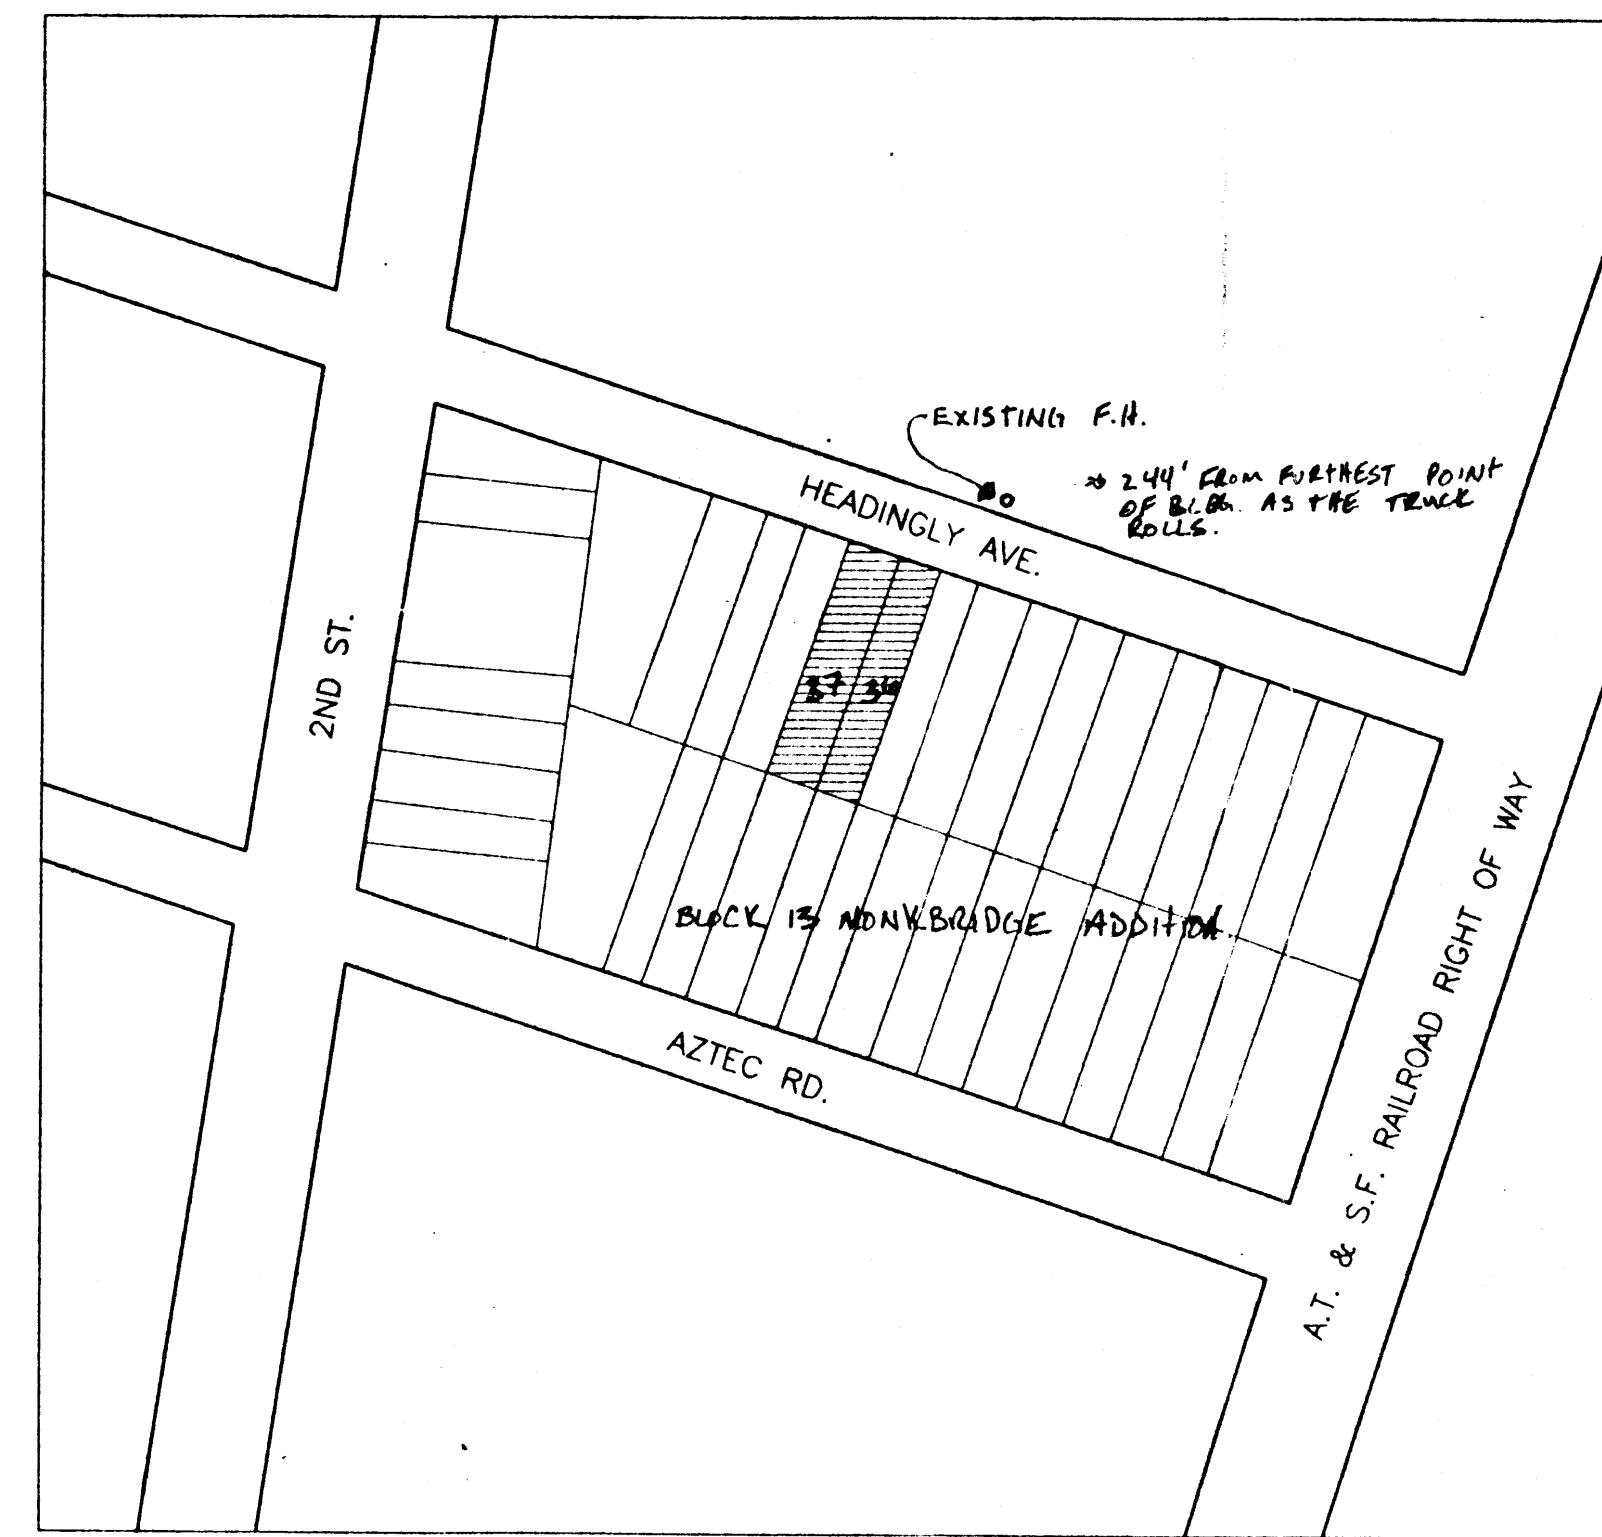 EXISTING F.H.
244' FROM FURTHEST POINT
OF BLDG. AS THE TRUCK
ROLLS.
HEADINGLY AVE.
2ND ST.
37 36
BLOCK 13 MONKBRIDGE ADDITION.
AZTEC RD.
A.T. & S.F. RAILROAD RIGHT OF WAY